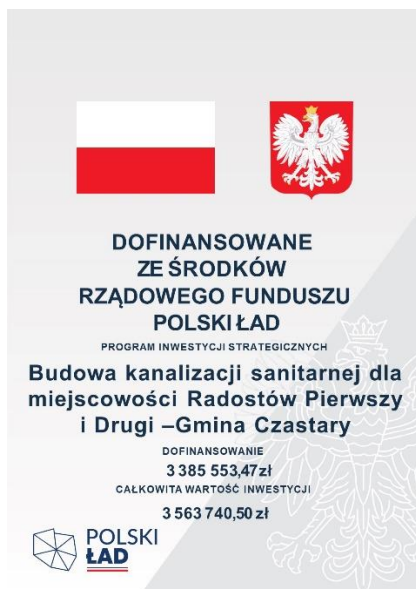 DOFINANSOWANE
ZE ŚRODKÓW
RZĄDOWEGO FUNDUSZU
POLSKI ŁAD
PROGRAM INWESTYCJI STRATEGICZNYCH
Budowa kanalizacji sanitarnej dla
miejscowości Radostów Pierwszy
i Drugi –Gmina Czastary
DOFINANSOWANIE
3 385 553,47 zł
CAŁKOWITA WARTOŚĆ INWESTYCJI
3 563 740,50 zł
POLSKI
ŁAD